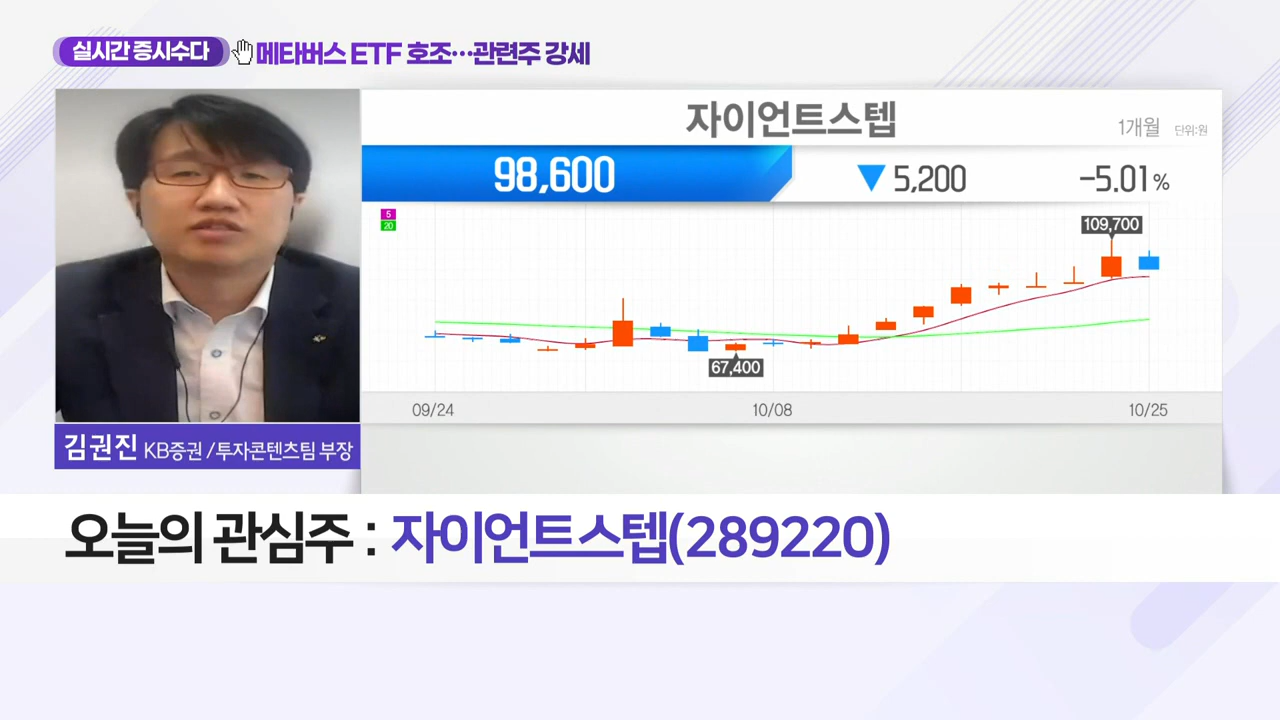 실시간 증시수다 메타버스 ETF 호조…관련주 강세
자이언트스텝
1개월 단위:원
98,600 ▼ 5,200 -5.01%
5
20
109,700
67,400
09/24 10/08 10/25
김권진 KB증권 / 투자콘텐츠팀 부장
오늘의 관심주 : 자이언트스텝(289220)